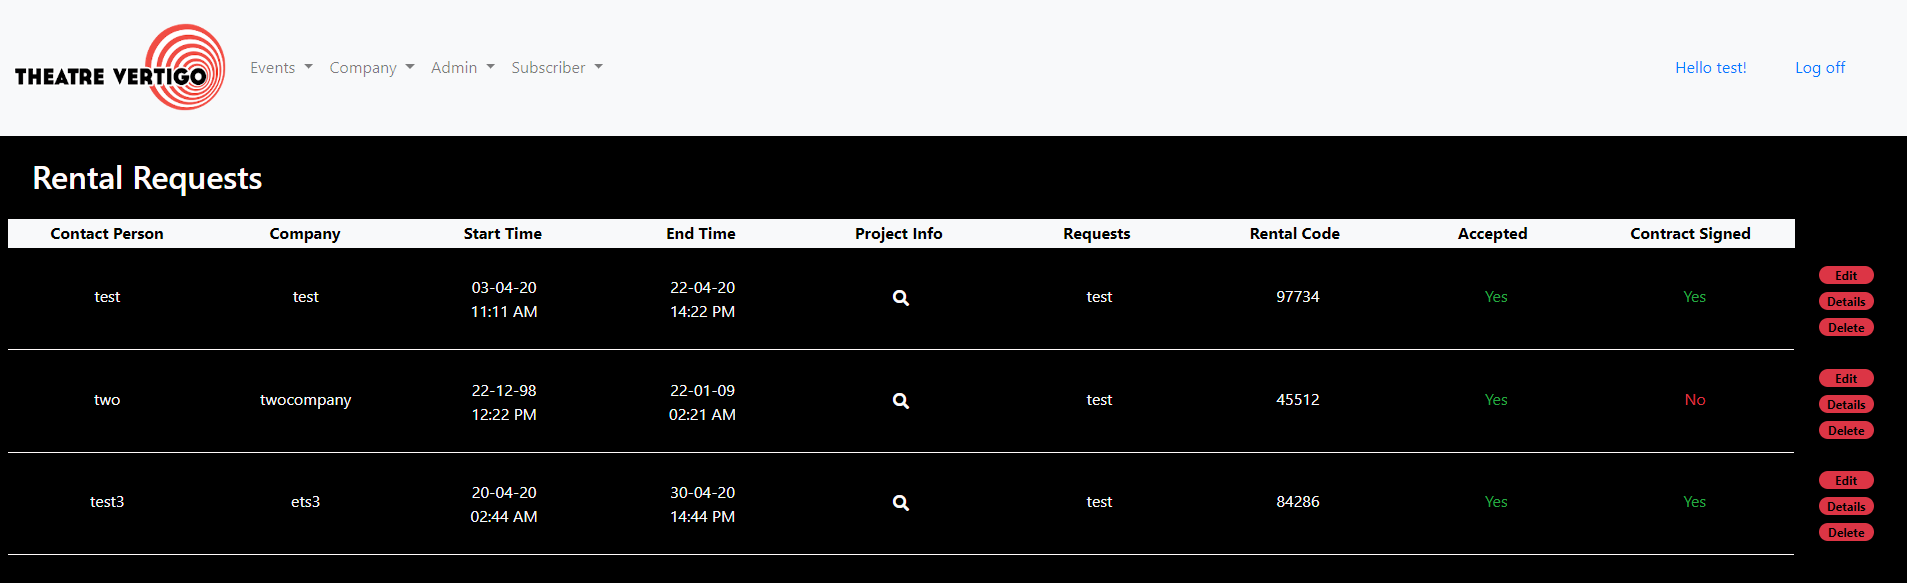 THEATRE VERTIGO
Events Company Admin Subscriber Hello test! Log off
Rental Requests
Contact Person Company Start Time End Time Project Info Requests Rental Code Accepted Contract Signed
test test 03-04-20 11:11 AM 22-04-20 14:22 PM test 97734 Yes Yes
Edit
Details
Delete
two twocompany 22-12-98 12:22 PM 22-01-09 02:21 AM test 45512 Yes No
Edit
Details
Delete
test3 ets3 20-04-20 02:44 AM 30-04-20 14:44 PM test 84286 Yes Yes
Edit
Details
Delete